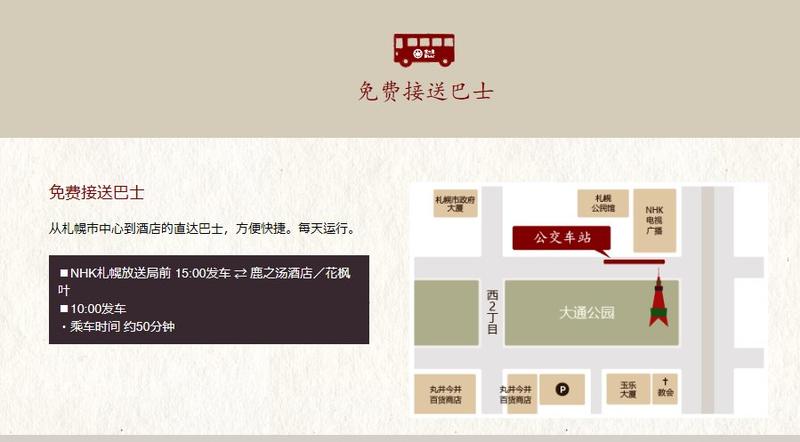 免费接送巴士
免费接送巴士
从札幌市中心到酒店的直达巴士，方便快捷。每天运行。
■NHK札幌放送局前 15:00发车 ⇄ 鹿之汤酒店／花枫
叶
■10:00发车
・乘车时间 约50分钟
札幌市政府
大厦
札幌
公民馆
NHK
电视
广播
公交车站
西2丁目
大通公园
丸井今井
百货商店
丸井今井
百货商店
P
玉乐
大厦
教会